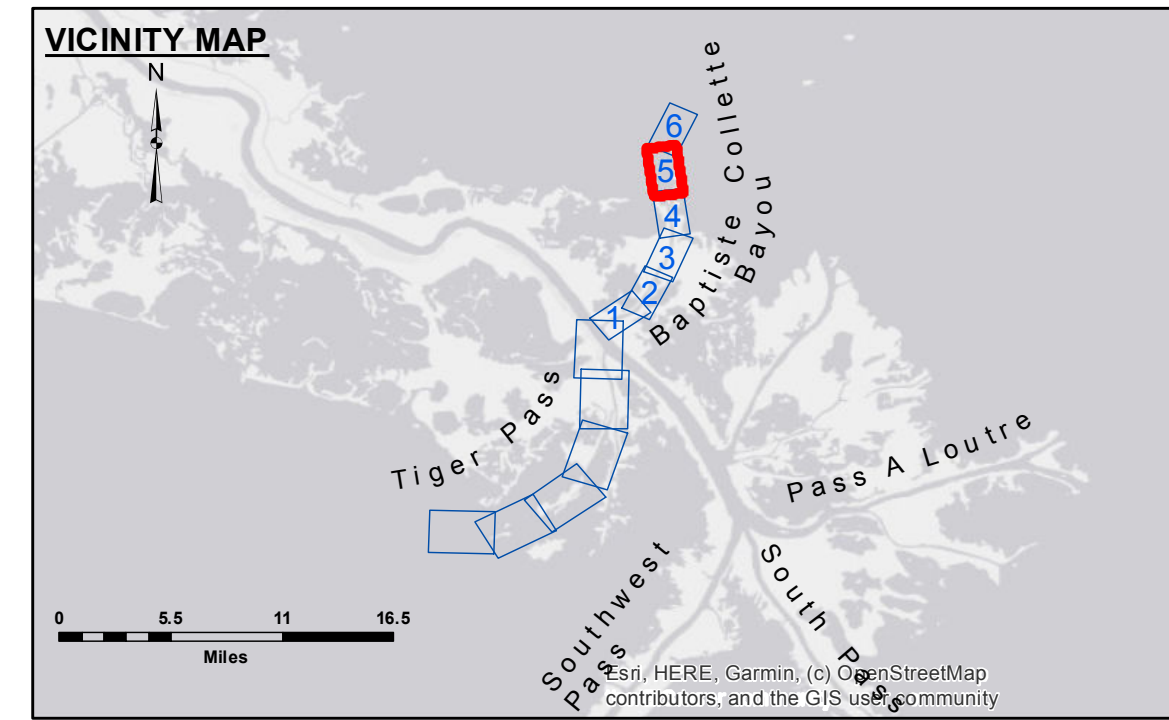 VICINITY MAP
N
6
5
4
3
2
1
Baptiste Collette
Bayou
Tiger Pass
Pass A Loutre
Southwest
Pass
South Pass
0 5.5 11 16.5
Miles
Esri, HERE, Garmin, (c) OpenStreetMap
contributors, and the GIS user community